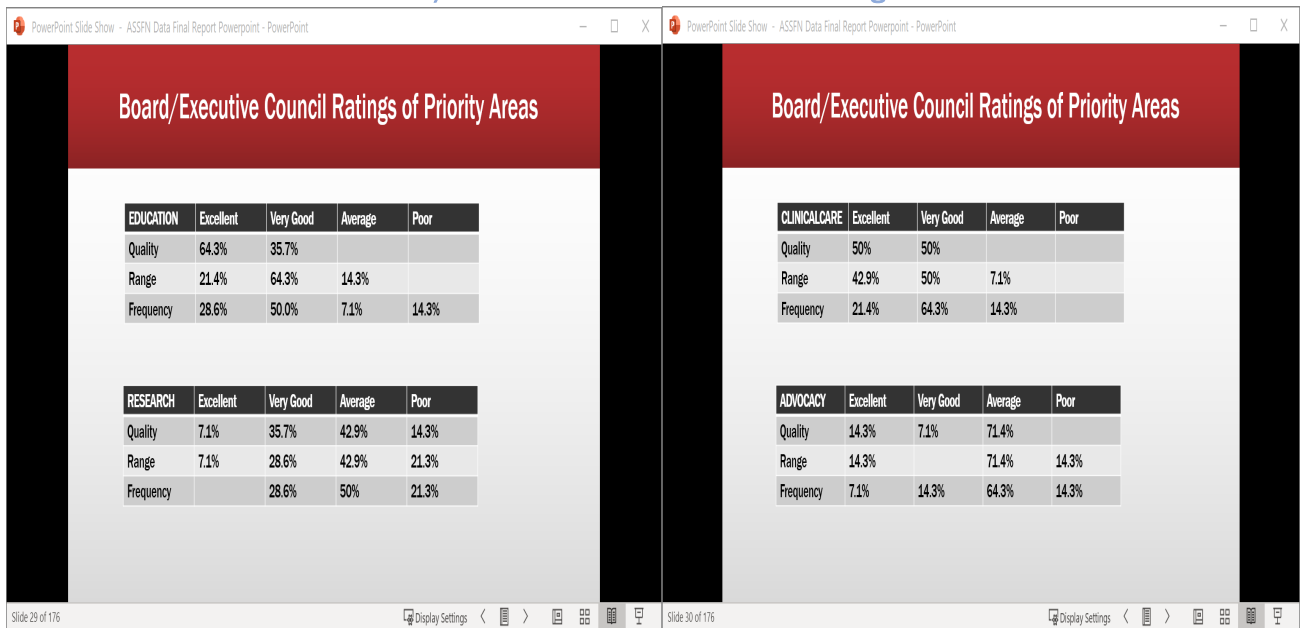 PowerPoint Slide Show - ASSFN Data Final Report Powerpoint - PowerPoint
Board/Executive Council Ratings of Priority Areas
EDUCATION Excellent Very Good Average Poor
Quality 64.3% 35.7%
Range 21.4% 64.3% 14.3%
Frequency 28.6% 50.0% 7.1% 14.3%
RESEARCH Excellent Very Good Average Poor
Quality 7.1% 35.7% 42.9% 14.3%
Range 7.1% 28.6% 42.9% 21.3%
Frequency 28.6% 50% 21.3%
Slide 29 of 176
Display Settings
PowerPoint Slide Show - ASSFN Data Final Report Powerpoint - PowerPoint
Board/Executive Council Ratings of Priority Areas
CLINICALCARE Excellent Very Good Average Poor
Quality 50% 50%
Range 42.9% 50% 7.1%
Frequency 21.4% 64.3% 14.3%
ADVOCACY Excellent Very Good Average Poor
Quality 14.3% 7.1% 71.4%
Range 14.3% 71.4% 14.3%
Frequency 7.1% 14.3% 64.3% 14.3%
Slide 30 of 176
Display Settings